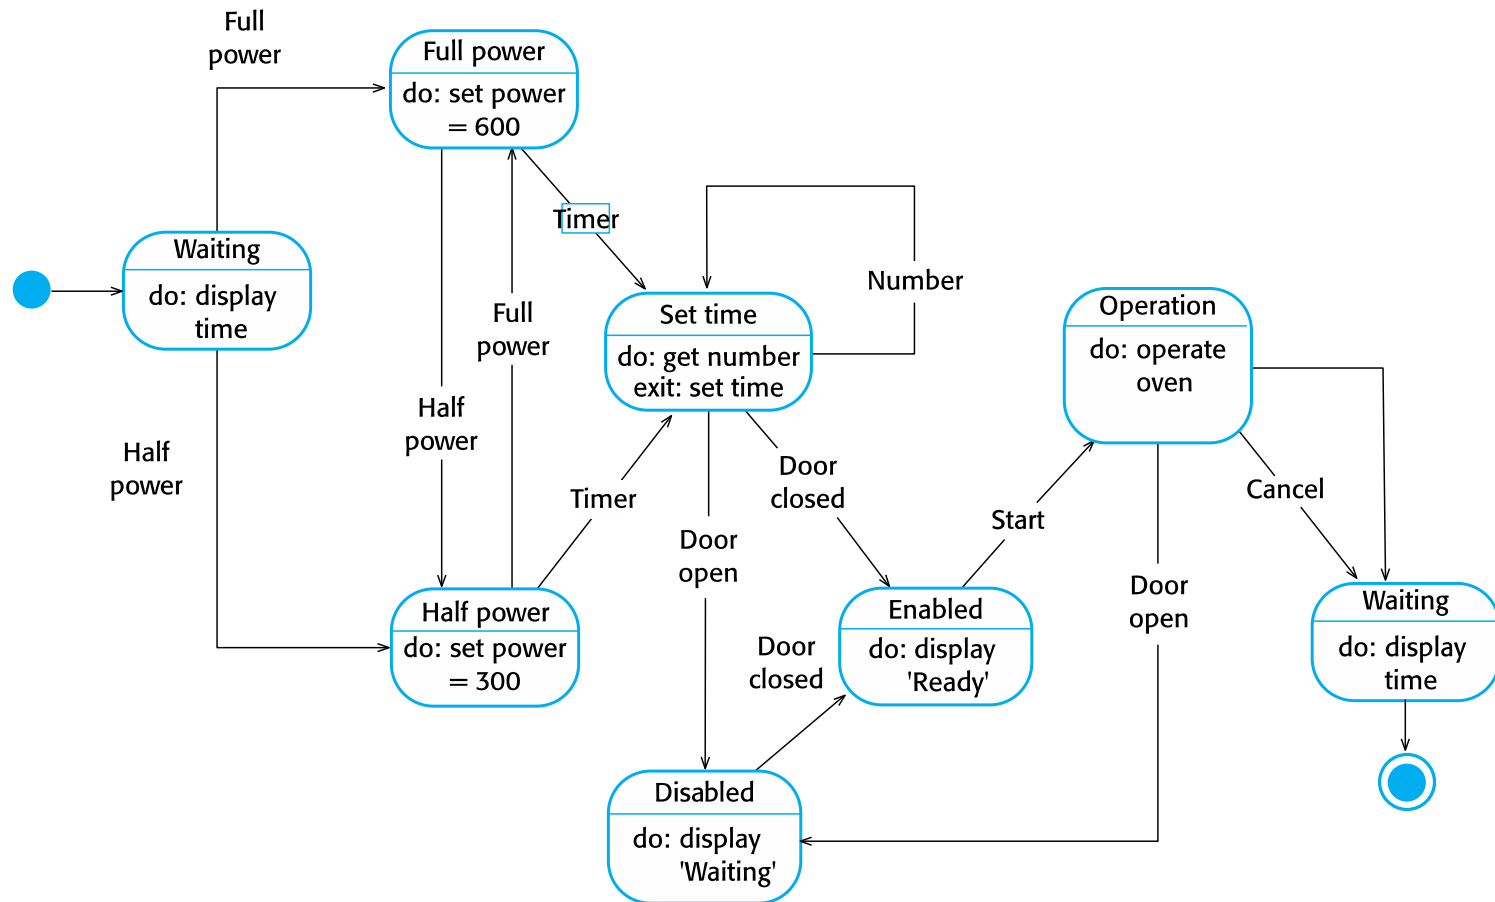 Full
power
Full power
do: set power
= 600
Timer
Waiting
do: display
time
Number
Full
power
Set time
do: get number
exit: set time
Operation
do: operate
oven
Half
power
Half
power
Timer
Door
closed
Cancel
Start
Door
open
Door
open
Half power
do: set power
= 300
Enabled
do: display
'Ready'
Door
closed
Waiting
do: display
time
Disabled
do: display
'Waiting'